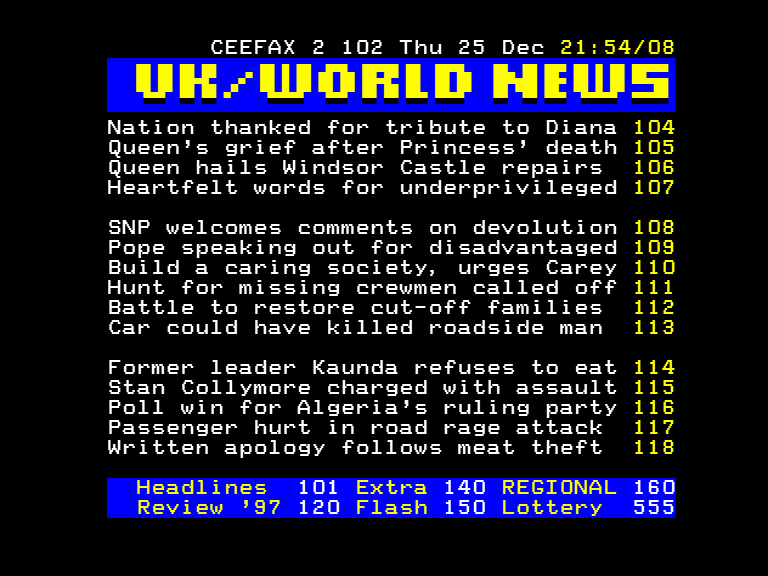 CEEFAX 2 102 Thu 25 Dec 21:54/08
UK/WORLD NEWS
Nation thanked for tribute to Diana 104
Queen's grief after Princess' death 105
Queen hails Windsor Castle repairs 106
Heartfelt words for underprivileged 107
SNP welcomes comments on devolution 108
Pope speaking out for disadvantaged 109
Build a caring society, urges Carey 110
Hunt for missing crewmen called off 111
Battle to restore cut-off families 112
Car could have killed roadside man 113
Former leader Kaunda refuses to eat 114
Stan Collymore charged with assault 115
Poll win for Algeria's ruling party 116
Passenger hurt in road rage attack 117
Written apology follows meat theft 118
Headlines 101 Extra 140 REGIONAL 160
Review '97 120 Flash 150 Lottery 555